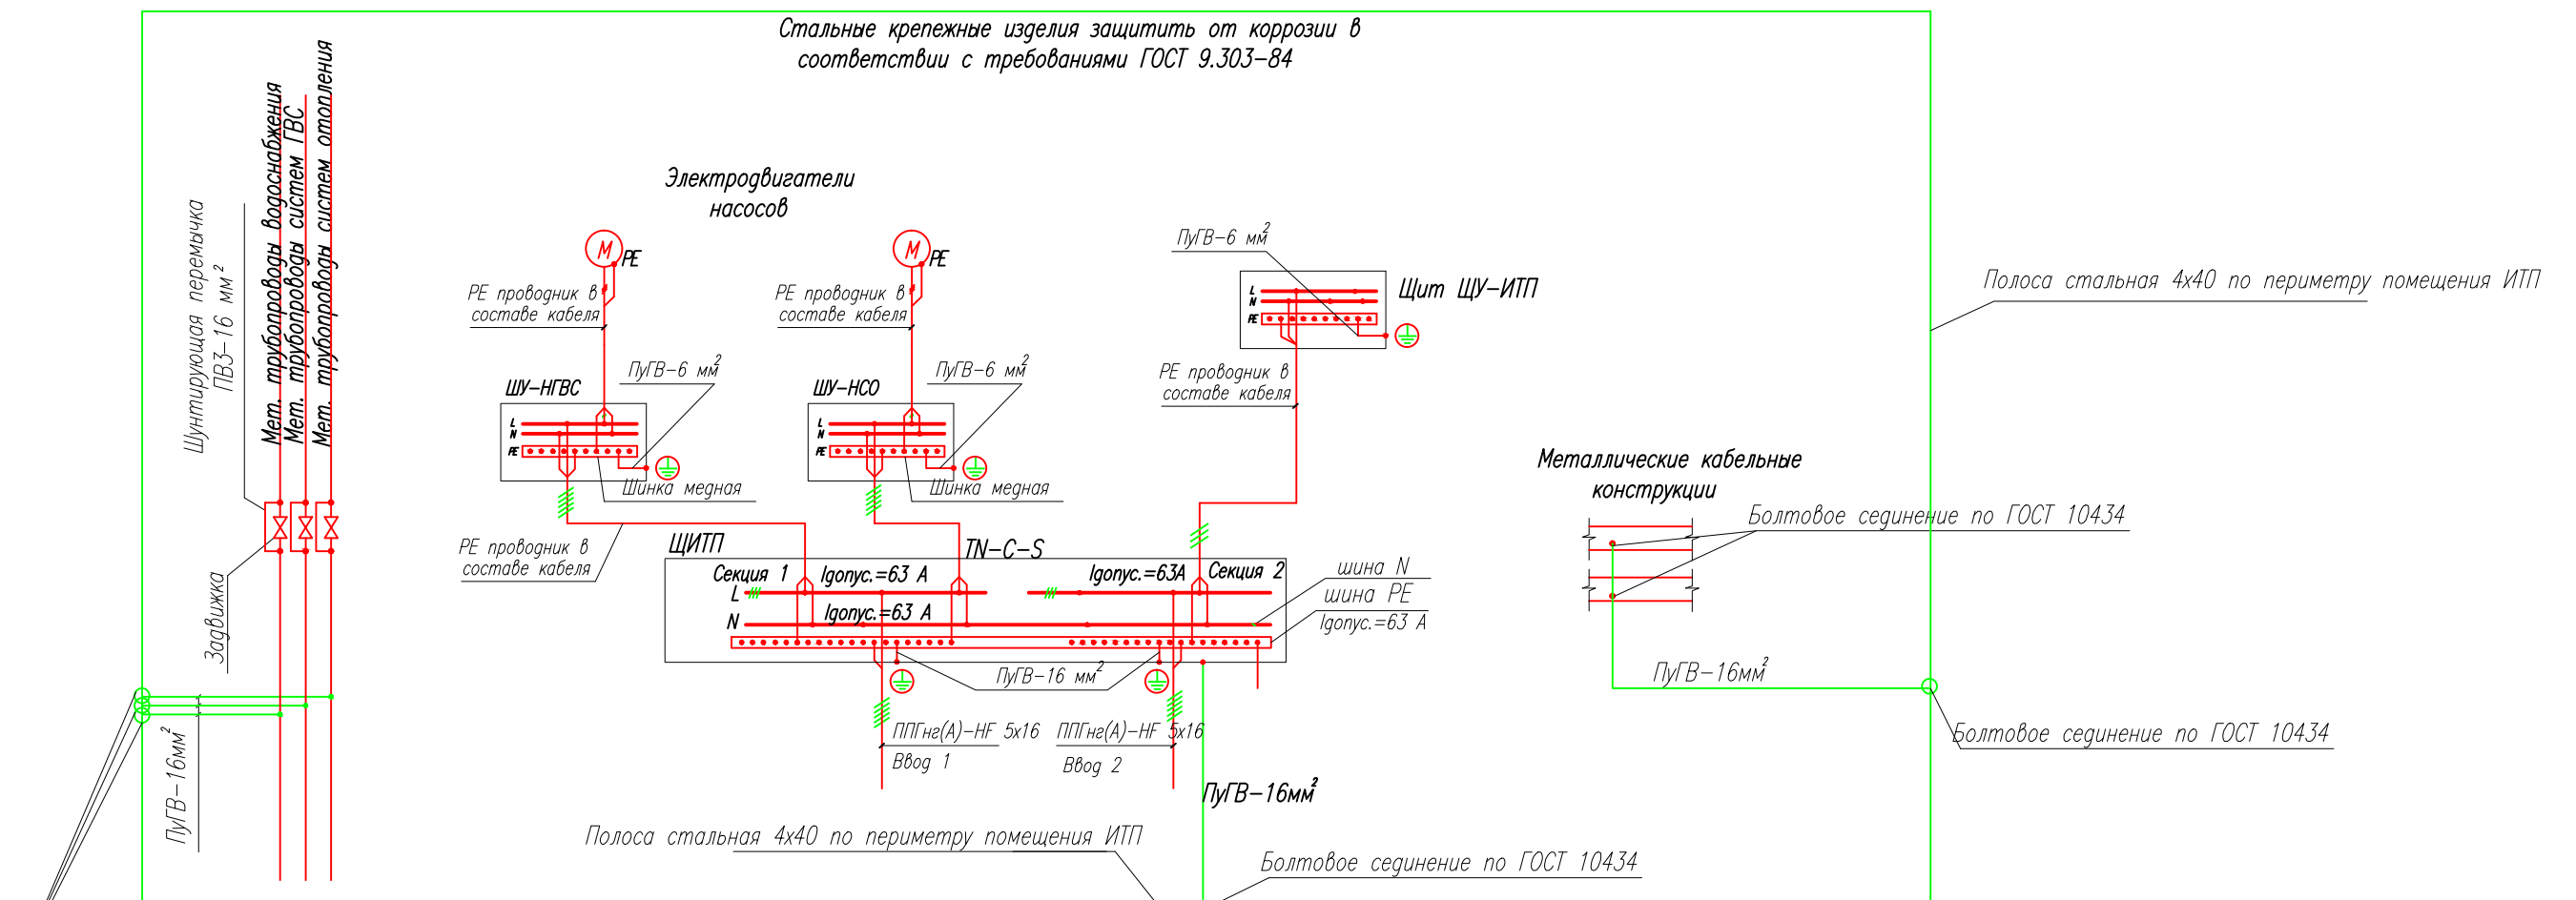 Стальные крепежные изделия защитить от коррозии в
соответствии с требованиями ГОСТ 9.303-84
Шунтирующая перемычка
ПВ3-16 мм²
Мет. трубопроводы водоснабжения
Мет. трубопроводы систем ГВС
Мет. трубопроводы систем отопления
Задвижка
ПуГВ-16мм²
Электродвигатели
насосов
М
PE
М
PE
PE проводник в
составе кабеля
PE проводник в
составе кабеля
ПуГВ-6 мм²
Щит ЩУ-ИТП
L
N
PE
PE проводник в
составе кабеля
Полоса стальная 4х40 по периметру помещения ИТП
ШУ-НГВС
ПуГВ-6 мм²
L
N
PE
Шинка медная
ШУ-НСО
ПуГВ-6 мм²
L
N
PE
Шинка медная
PE проводник в
составе кабеля
Металлические кабельные
конструкции
Болтовое сединение по ГОСТ 10434
ПуГВ-16мм²
Болтовое сединение по ГОСТ 10434
ЩИТП
TN-C-S
Секция 1
Iдопус.=63 А
Iдопус.=63А
Секция 2
L
N
Iдопус.=63 А
шина N
шина PE
Iдопус.=63 А
ПуГВ-16 мм²
ППГнг(А)-HF 5х16
Ввод 1
ППГнг(А)-HF 5х16
Ввод 2
ПуГВ-16мм²
Полоса стальная 4х40 по периметру помещения ИТП
Болтовое сединение по ГОСТ 10434